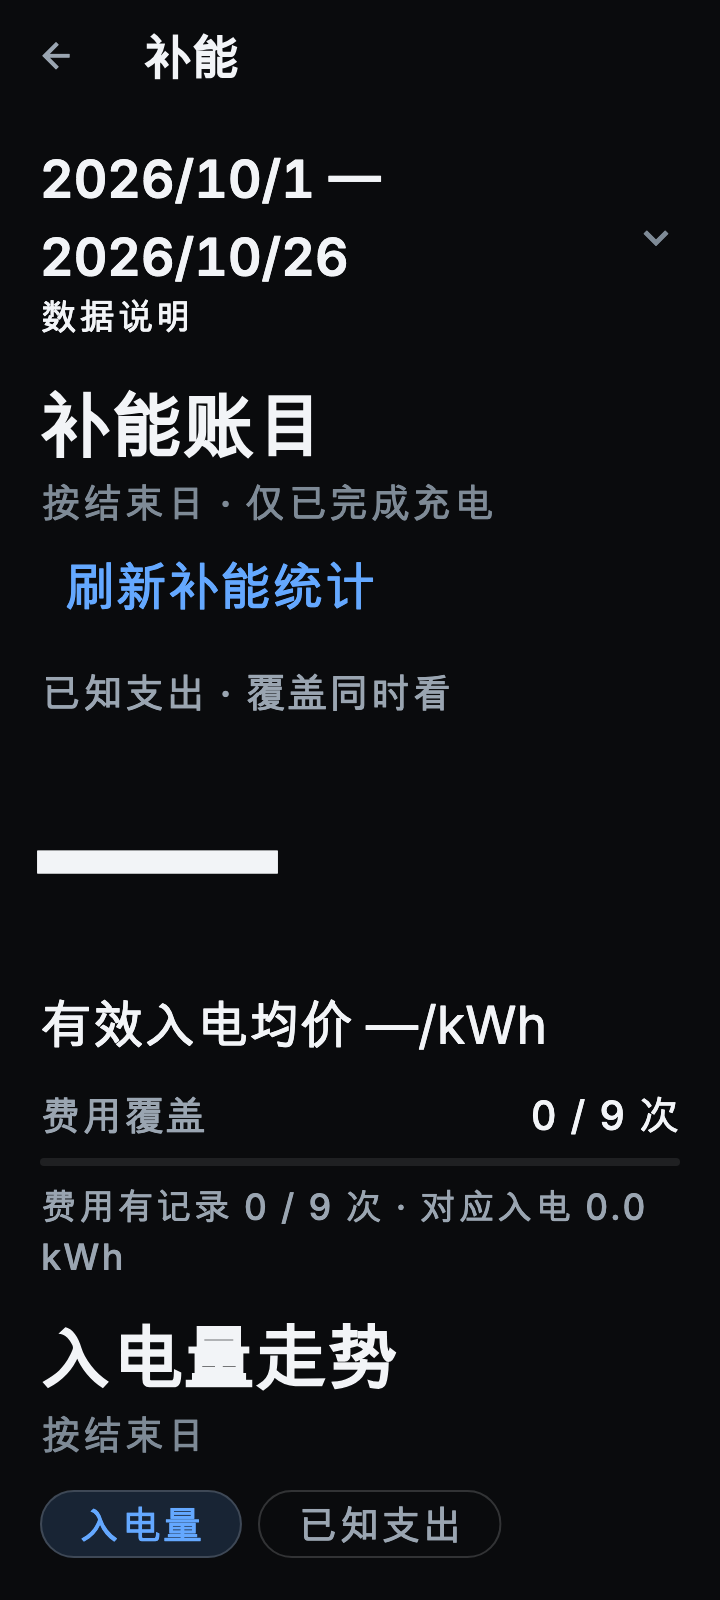 补能
2026/10/1 —
2026/10/26
数据说明
补能账目
按结束日 · 仅已完成充电
刷新补能统计
已知支出 · 覆盖同时看
—
有效入电均价 —/kWh
费用覆盖 0 / 9 次
费用有记录 0 / 9 次 · 对应入电 0.0
kWh
入电量走势
按结束日
入电量 已知支出